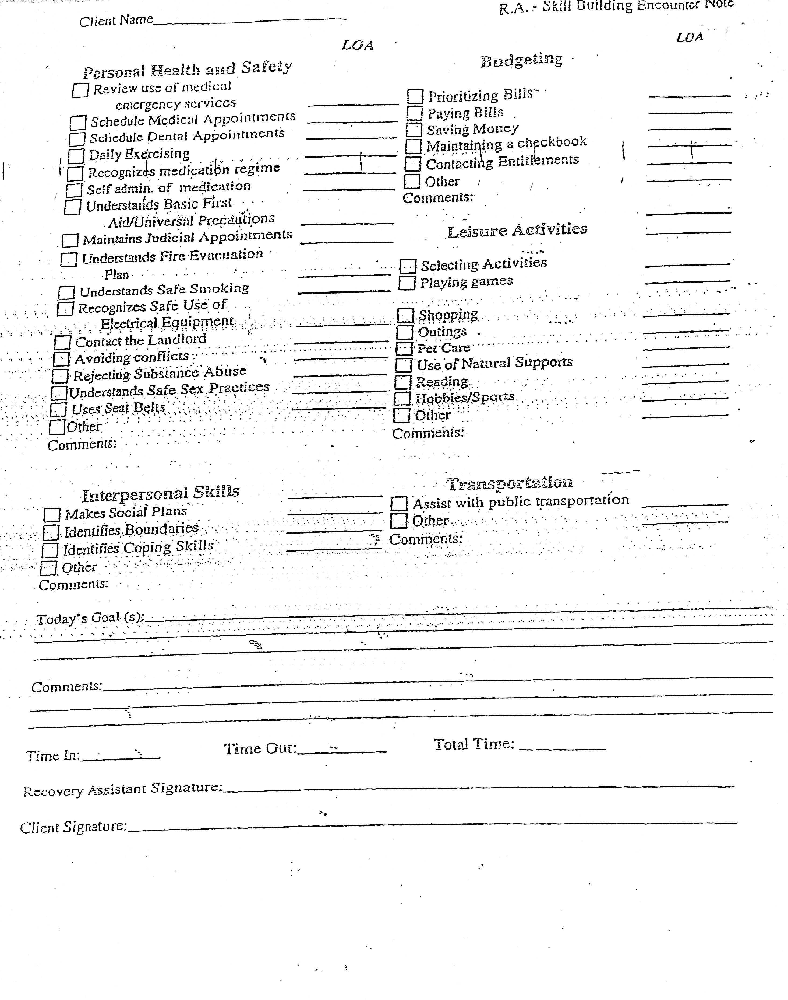 R.A. - Skill Building Encounter Note
Client Name
LOA
Personal Health and Safety
Review use of medical
emergency services
Schedule Medical Appointments
Schedule Dental Appointments
Daily Exercising
Recognizes medication regime
Self admin. of medication
Understands Basic First
Aid/Universal Precautions
Maintains Judicial Appointments
Understands Fire Evacuation
Plan
Understands Safe Smoking
Recognizes Safe Use of
Electrical Equipment
Contact the Landlord
Avoiding conflicts
Rejecting Substance Abuse
Understands Safe Sex Practices
Uses Seat Belts
Other
Comments:
LOA
Budgeting
Prioritizing Bills
Paying Bills
Saving Money
Maintaining a checkbook
Contacting Entitlements
Other
Comments:
Leisure Activities
Selecting Activities
Playing games
Shopping
Outings
Pet Care
Use of Natural Supports
Reading
Hobbies/Sports
Other
Comments:
Interpersonal Skills
Makes Social Plans
Identifies Boundaries
Identifies Coping Skills
Other
Comments:
Transportation
Assist with public transportation
Other
Comments:
Today's Goal (s):
Comments:
Time In: Time Out: Total Time:
Recovery Assistant Signature:
Client Signature: